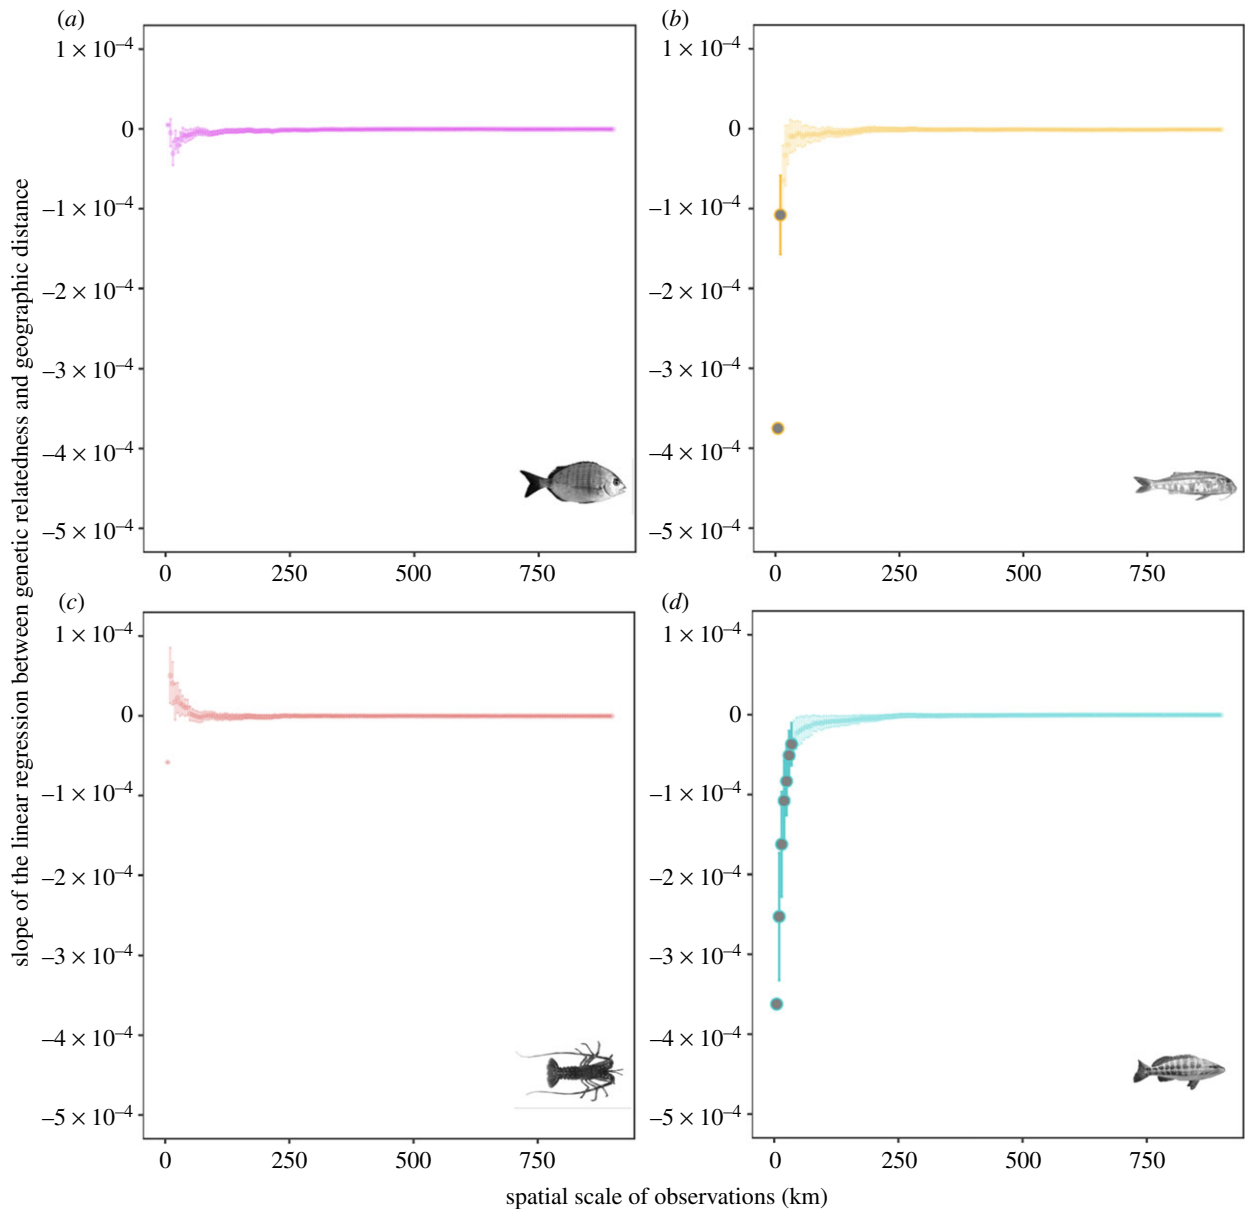 slope of the linear regression between genetic relatedness and geographic distance
(a)
1 × 10⁻⁴
0
–1 × 10⁻⁴
–2 × 10⁻⁴
–3 × 10⁻⁴
–4 × 10⁻⁴
–5 × 10⁻⁴
0 250 500 750
(b)
1 × 10⁻⁴
0
–1 × 10⁻⁴
–2 × 10⁻⁴
–3 × 10⁻⁴
–4 × 10⁻⁴
–5 × 10⁻⁴
0 250 500 750
(c)
1 × 10⁻⁴
0
–1 × 10⁻⁴
–2 × 10⁻⁴
–3 × 10⁻⁴
–4 × 10⁻⁴
–5 × 10⁻⁴
0 250 500 750
(d)
1 × 10⁻⁴
0
–1 × 10⁻⁴
–2 × 10⁻⁴
–3 × 10⁻⁴
–4 × 10⁻⁴
–5 × 10⁻⁴
0 250 500 750
spatial scale of observations (km)